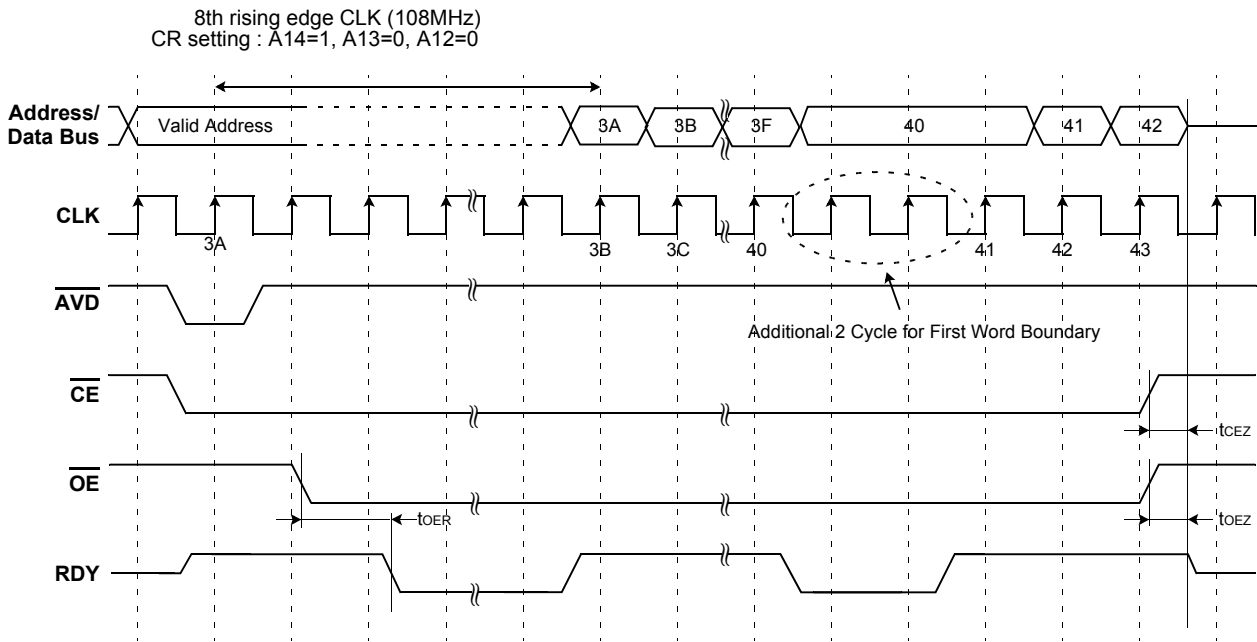 8th rising edge CLK (108MHz)
CR setting : A14=1, A13=0, A12=0
Address/
Data Bus
Valid Address
3A
3B
3F
40
41
42
CLK
3A
3B
3C
40
41
42
43
AVD
Additional 2 Cycle for First Word Boundary
CE
tCEZ
OE
tOER
tOEZ
RDY